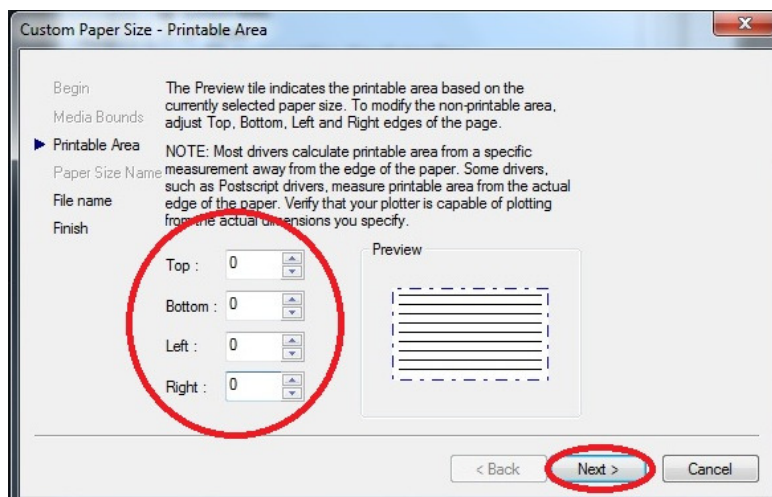 Custom Paper Size - Printable Area
Begin
Media Bounds
Printable Area
Paper Size Name
File name
Finish
The Preview tile indicates the printable area based on the
currently selected paper size. To modify the non-printable area,
adjust Top, Bottom, Left and Right edges of the page.
NOTE: Most drivers calculate printable area from a specific
measurement away from the edge of the paper. Some drivers,
such as Postscript drivers, measure printable area from the actual
edge of the paper. Verify that your plotter is capable of plotting
from the actual dimensions you specify.
Top : 0
Bottom : 0
Left : 0
Right : 0
Preview
< Back
Next >
Cancel